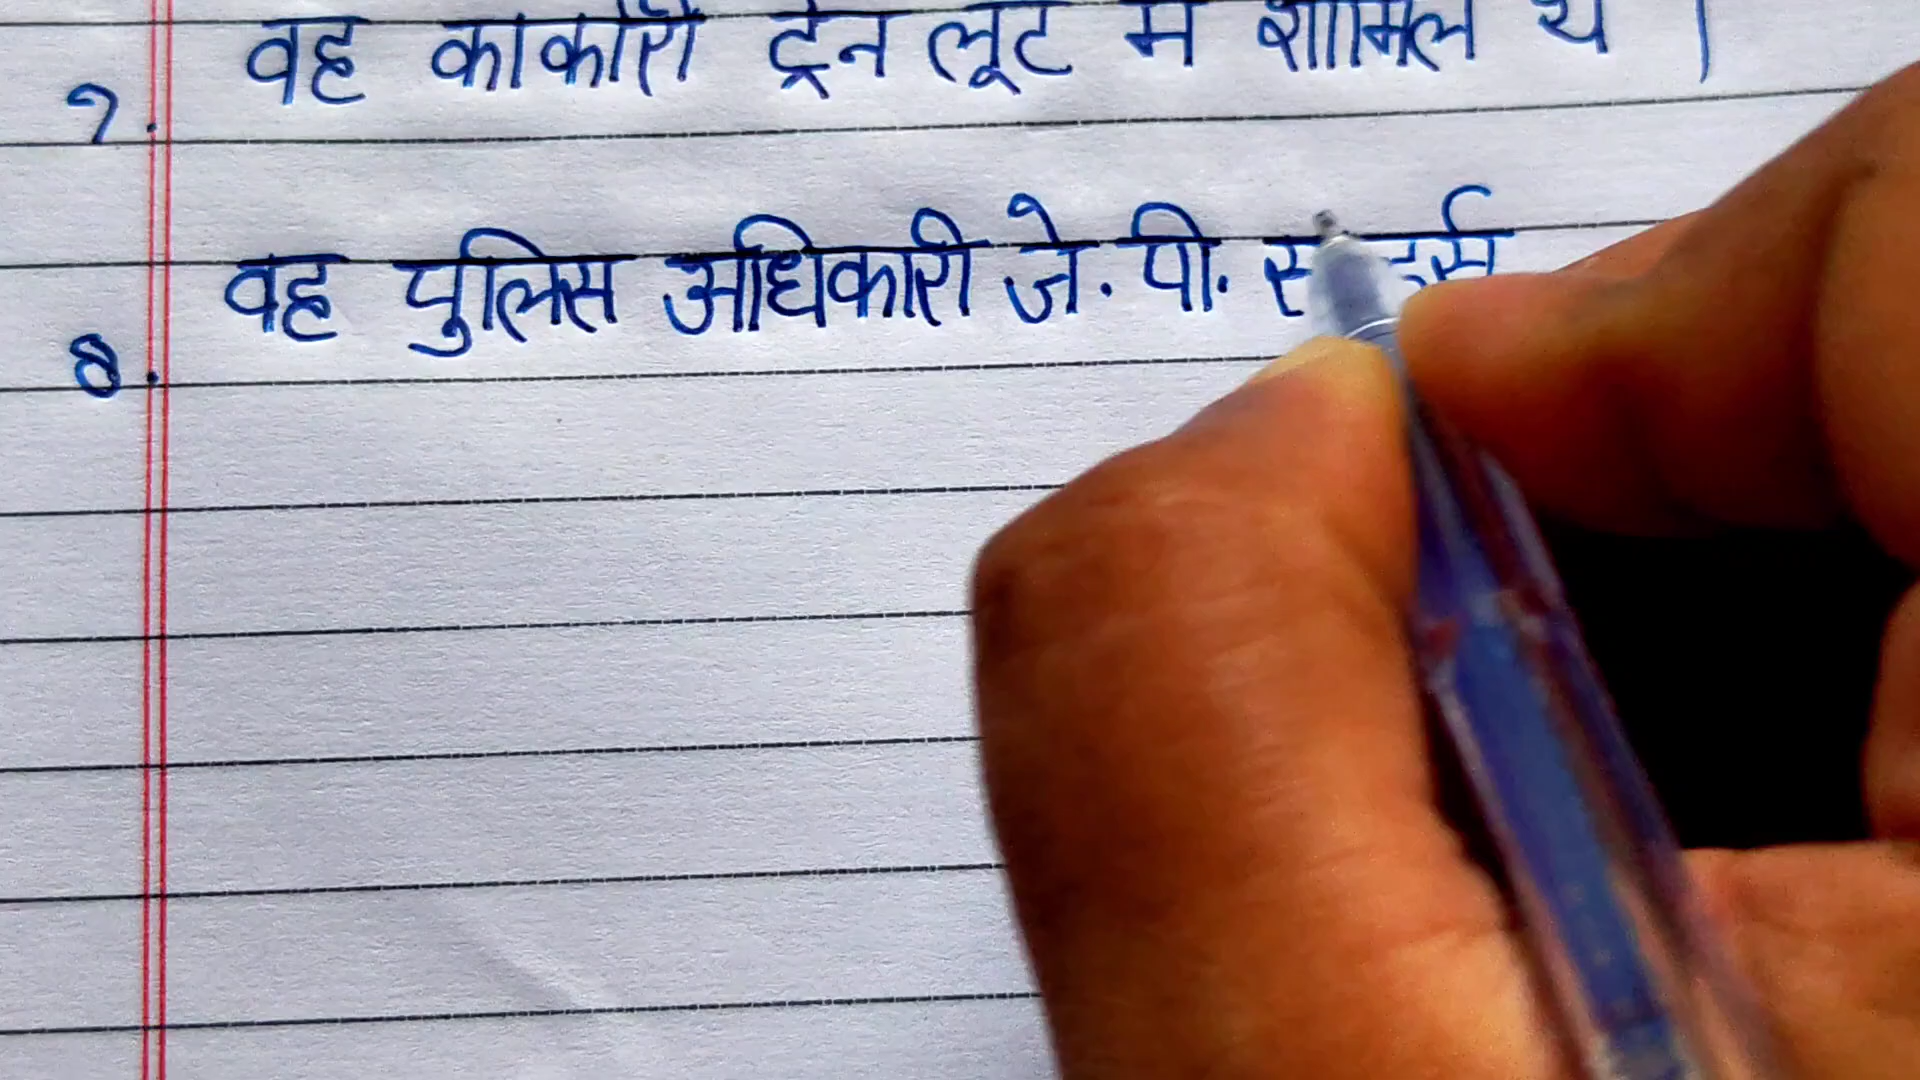 7. वह काकोरी ट्रेन लूट में शामिल थे ।
8. वह पुलिस अधिकारी जे. पी.